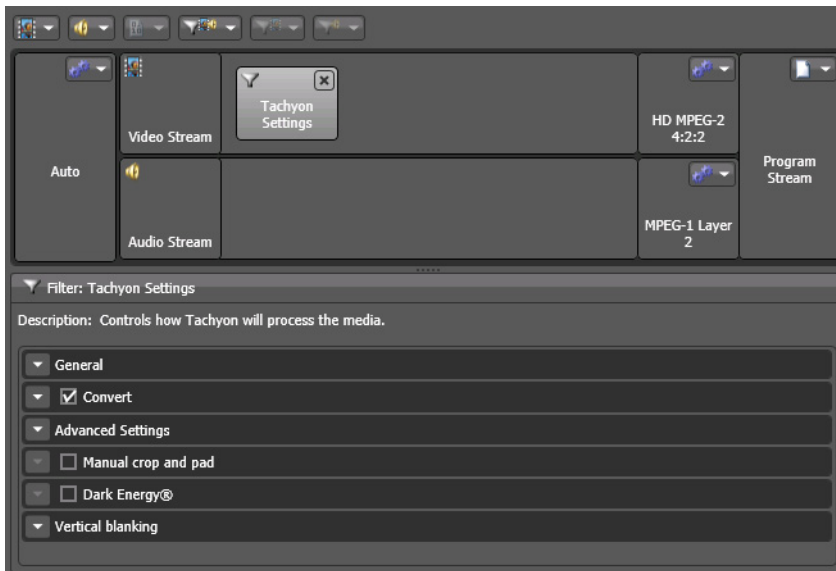 Tachyon
Settings
Video Stream
HD MPEG-2
4:2:2
Auto
Program
Stream
Audio Stream
MPEG-1 Layer
2
Filter: Tachyon Settings
Description: Controls how Tachyon will process the media.
General
Convert
Advanced Settings
Manual crop and pad
Dark Energy®
Vertical blanking